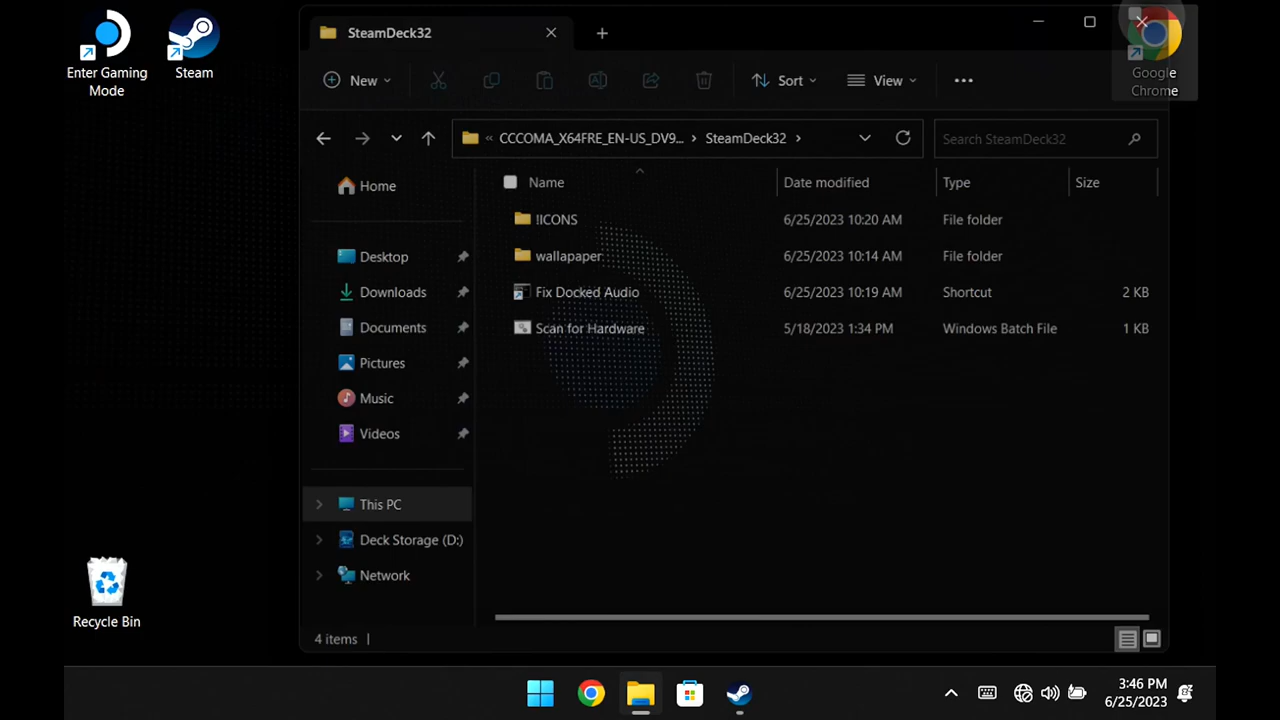 Enter Gaming
Mode
Steam
Recycle Bin
SteamDeck32
Google
Chrome
New
Sort
View
« CCCOMA_X64FRE_EN-US_DV9... > SteamDeck32 >
Search SteamDeck32
Home
Desktop
Downloads
Documents
Pictures
Music
Videos
This PC
Deck Storage (D:)
Network
Name Date modified Type Size
!ICONS 6/25/2023 10:20 AM File folder
wallapaper 6/25/2023 10:14 AM File folder
Fix Docked Audio 6/25/2023 10:19 AM Shortcut 2 KB
Scan for Hardware 5/18/2023 1:34 PM Windows Batch File 1 KB
4 items
3:46 PM
6/25/2023